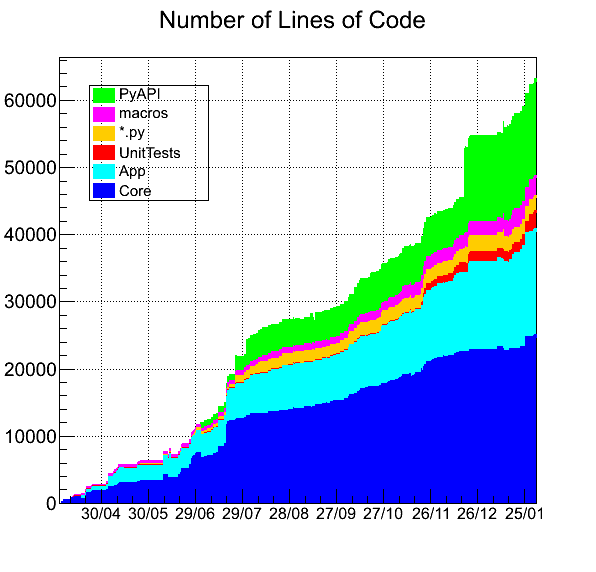 Number of Lines of Code
60000
50000
40000
30000
20000
10000
0
PyAPI
macros
*.py
UnitTests
App
Core
30/04 30/05 29/06 29/07 28/08 27/09 27/10 26/11 26/12 25/01